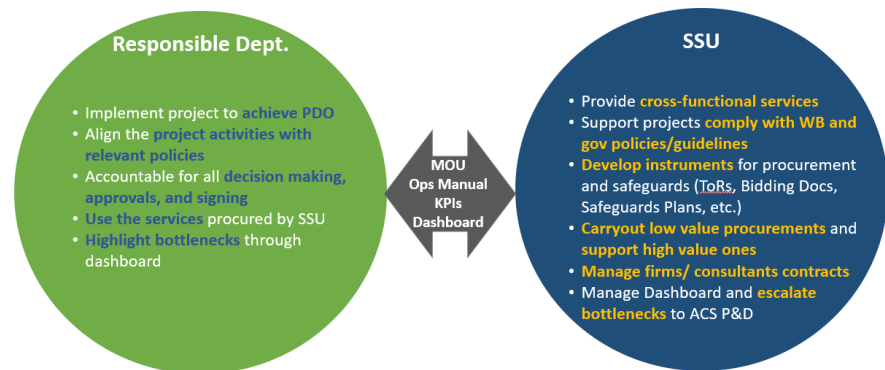 Responsible Dept.
• Implement project to achieve PDO
• Align the project activities with
relevant policies
• Accountable for all decision making,
approvals, and signing
• Use the services procured by SSU
• Highlight bottlenecks through
dashboard
MOU
Ops Manual
KPIs
Dashboard
SSU
• Provide cross-functional services
• Support projects comply with WB and
gov policies/guidelines
• Develop instruments for procurement
and safeguards (ToRs, Bidding Docs,
Safeguards Plans, etc.)
• Carryout low value procurements and
support high value ones
• Manage firms/ consultants contracts
• Manage Dashboard and escalate
bottlenecks to ACS P&D